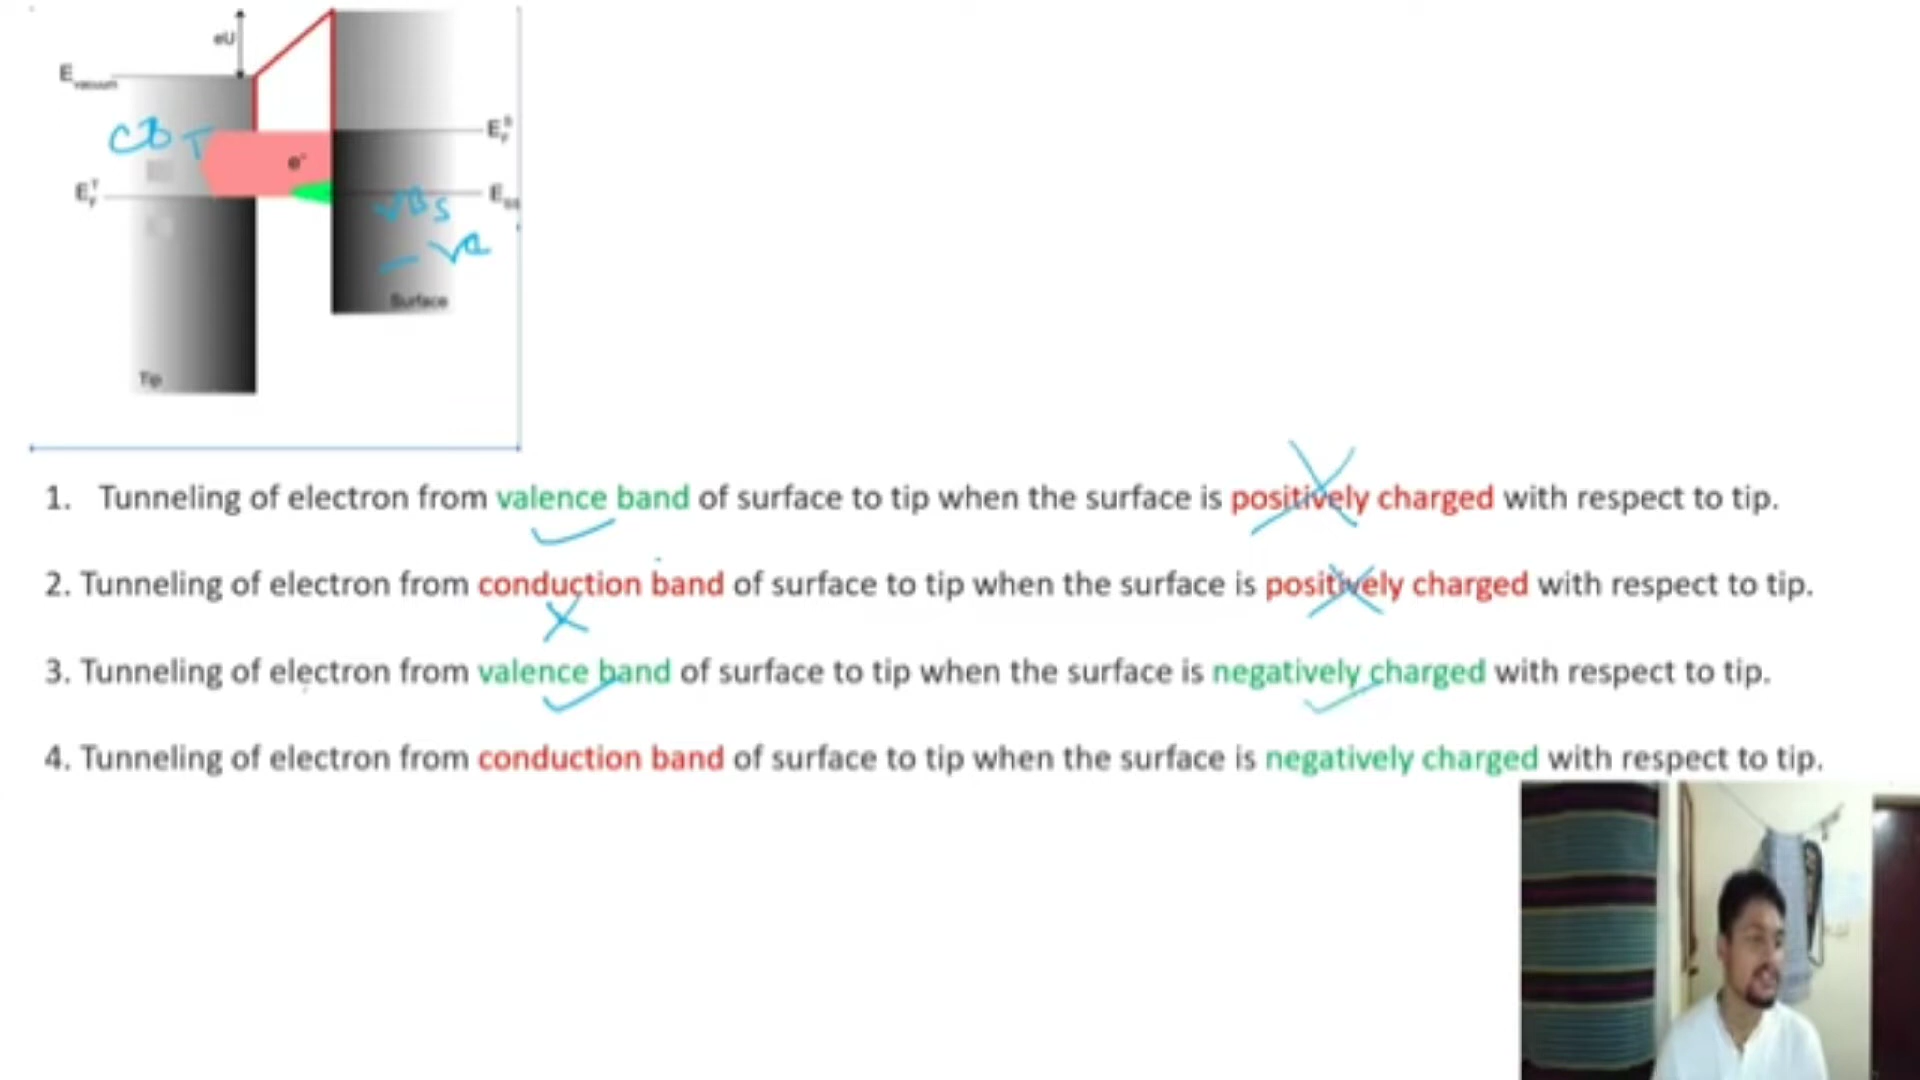 eU
E vacuum
CB T
E_F^S
e-
E_F^T
E_SS
VB S
-Ve
Surface
Tip
1. Tunneling of electron from valence band of surface to tip when the surface is positively charged with respect to tip.
2. Tunneling of electron from conduction band of surface to tip when the surface is positively charged with respect to tip.
3. Tunneling of electron from valence band of surface to tip when the surface is negatively charged with respect to tip.
4. Tunneling of electron from conduction band of surface to tip when the surface is negatively charged with respect to tip.